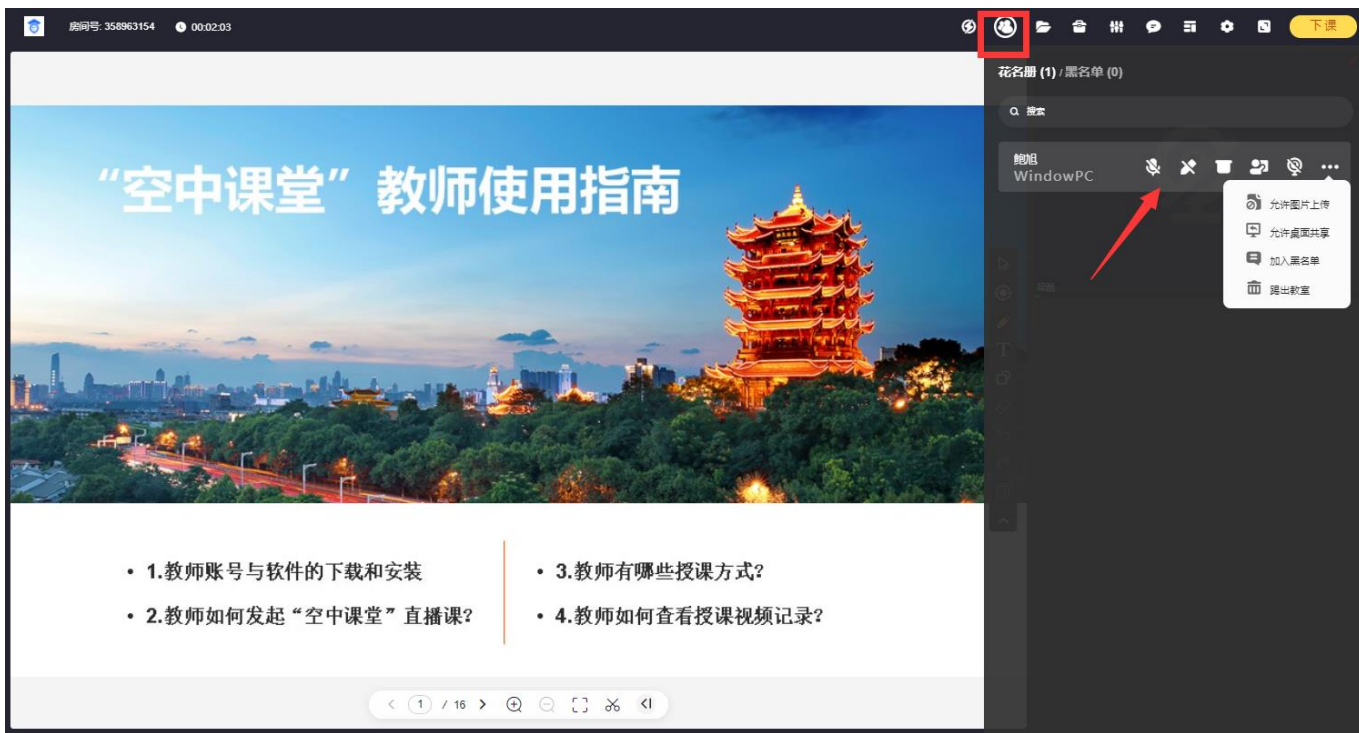 房间号: 358963154 00:02:03
下课
花名册 (1) / 黑名单 (0)
搜索
鲍旭
WindowPC
允许图片上传
允许桌面共享
加入黑名单
踢出教室
“空中课堂”教师使用指南
• 1.教师账号与软件的下载和安装
• 2.教师如何发起“空中课堂”直播课?
• 3.教师有哪些授课方式?
• 4.教师如何查看授课视频记录?
1 / 16